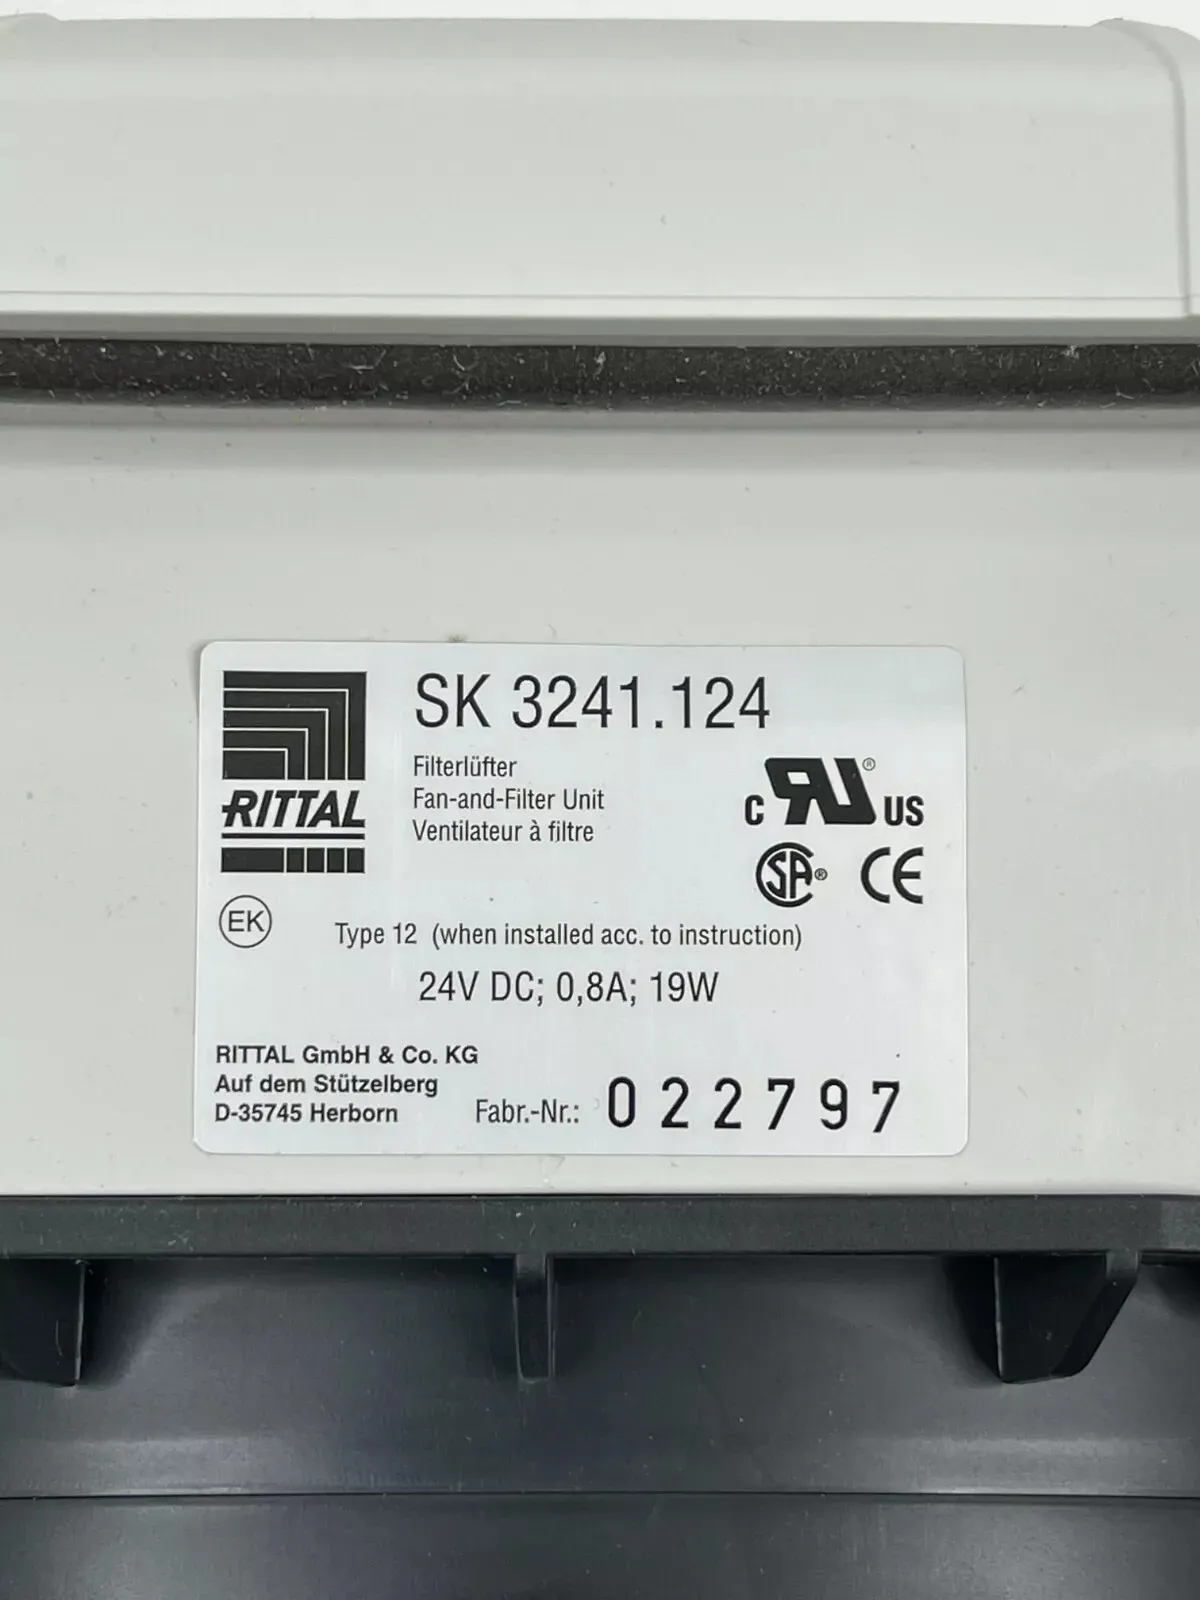 SK 3241.124
RITTAL
Filterlüfter
Fan-and-Filter Unit
Ventilateur à filtre
C RU® US
SA® CE
EK
Type 12 (when installed acc. to instruction)
24V DC; 0,8A; 19W
RITTAL GmbH & Co. KG
Auf dem Stützelberg
D-35745 Herborn
Fabr.-Nr.: 022797